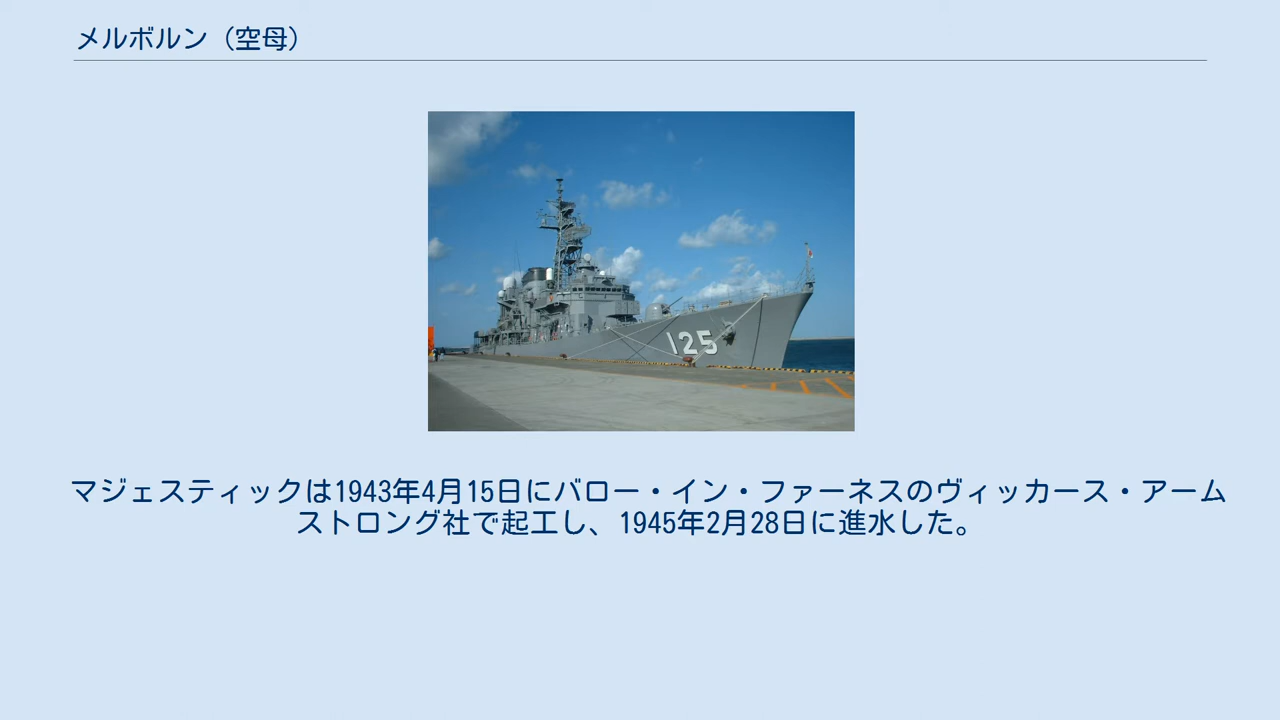 メルボルン（空母）
125
マジェスティックは1943年4月15日にバロー・イン・ファーネスのヴィッカース・アーム
ストロング社で起工し、1945年2月28日に進水した。